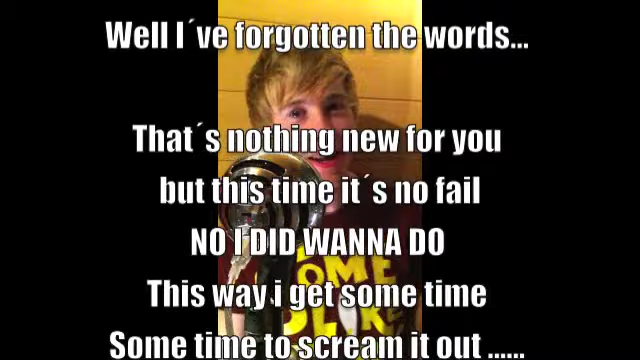 Well I´ve forgotten the words...
That´s nothing new for you
but this time it´s no fail
NO I DID WANNA DO
This way i get some time
Some time to scream it out ......
OME